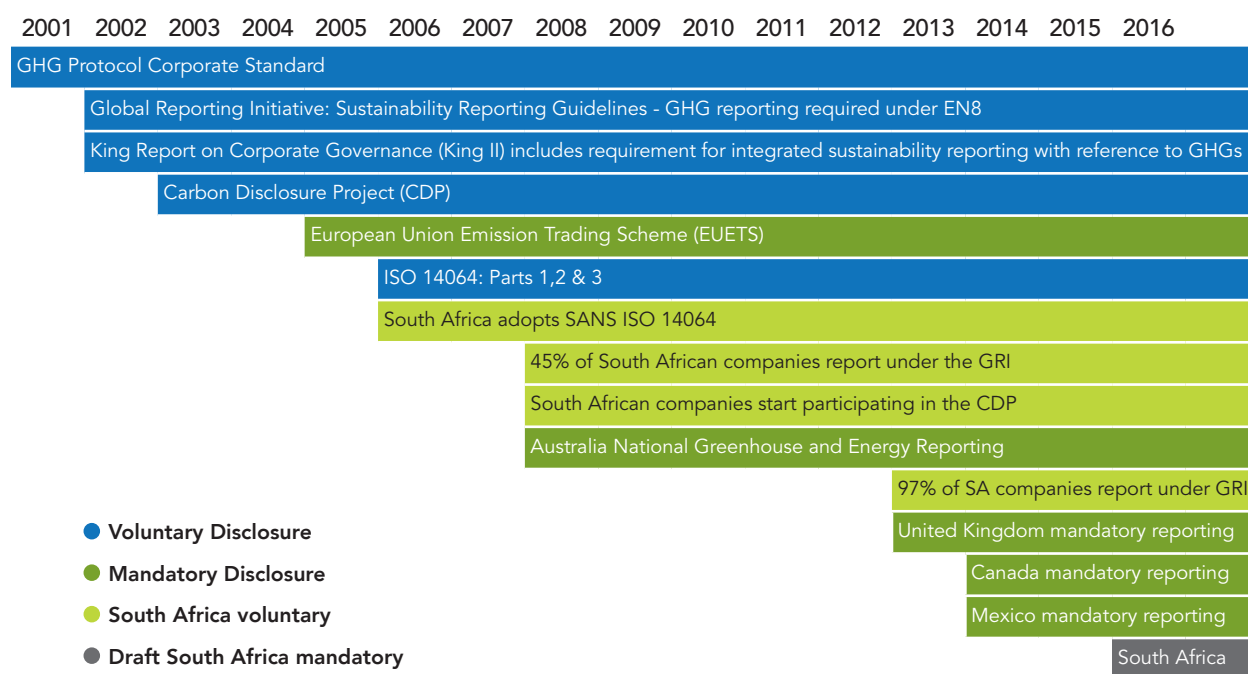 2001 2002 2003 2004 2005 2006 2007 2008 2009 2010 2011 2012 2013 2014 2015 2016
GHG Protocol Corporate Standard
Global Reporting Initiative: Sustainability Reporting Guidelines - GHG reporting required under EN8
King Report on Corporate Governance (King II) includes requirement for integrated sustainability reporting with reference to GHGs
Carbon Disclosure Project (CDP)
European Union Emission Trading Scheme (EUETS)
ISO 14064: Parts 1,2 & 3
South Africa adopts SANS ISO 14064
45% of South African companies report under the GRI
South African companies start participating in the CDP
Australia National Greenhouse and Energy Reporting
97% of SA companies report under GRI
United Kingdom mandatory reporting
Canada mandatory reporting
Mexico mandatory reporting
South Africa
Voluntary Disclosure
Mandatory Disclosure
South Africa voluntary
Draft South Africa mandatory